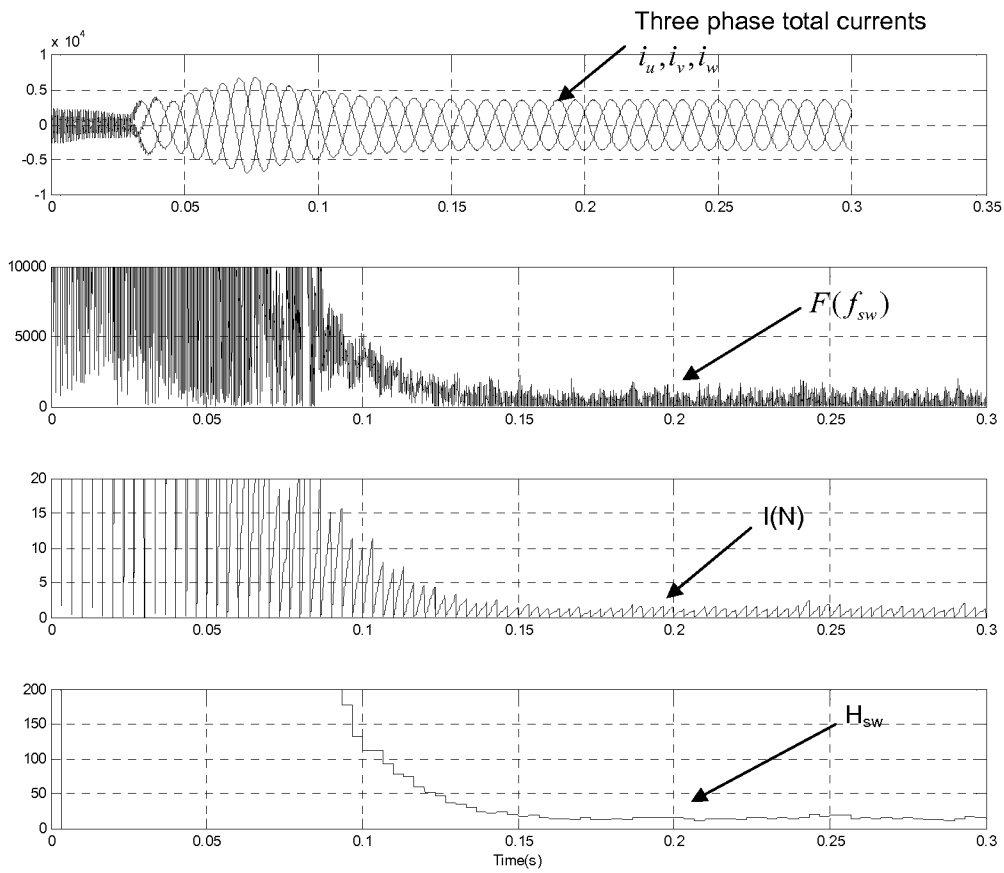 Three phase total currents
i_u, i_v, i_w
x 10^4
1
0.5
0
-0.5
-1
0 0.05 0.1 0.15 0.2 0.25 0.3 0.35
10000
F(f_sw)
5000
0
0 0.05 0.1 0.15 0.2 0.25 0.3
20
15
I(N)
10
5
0
0 0.05 0.1 0.15 0.2 0.25 0.3
200
H_sw
150
100
50
0
0 0.05 0.1 0.15 0.2 0.25 0.3
Time(s)